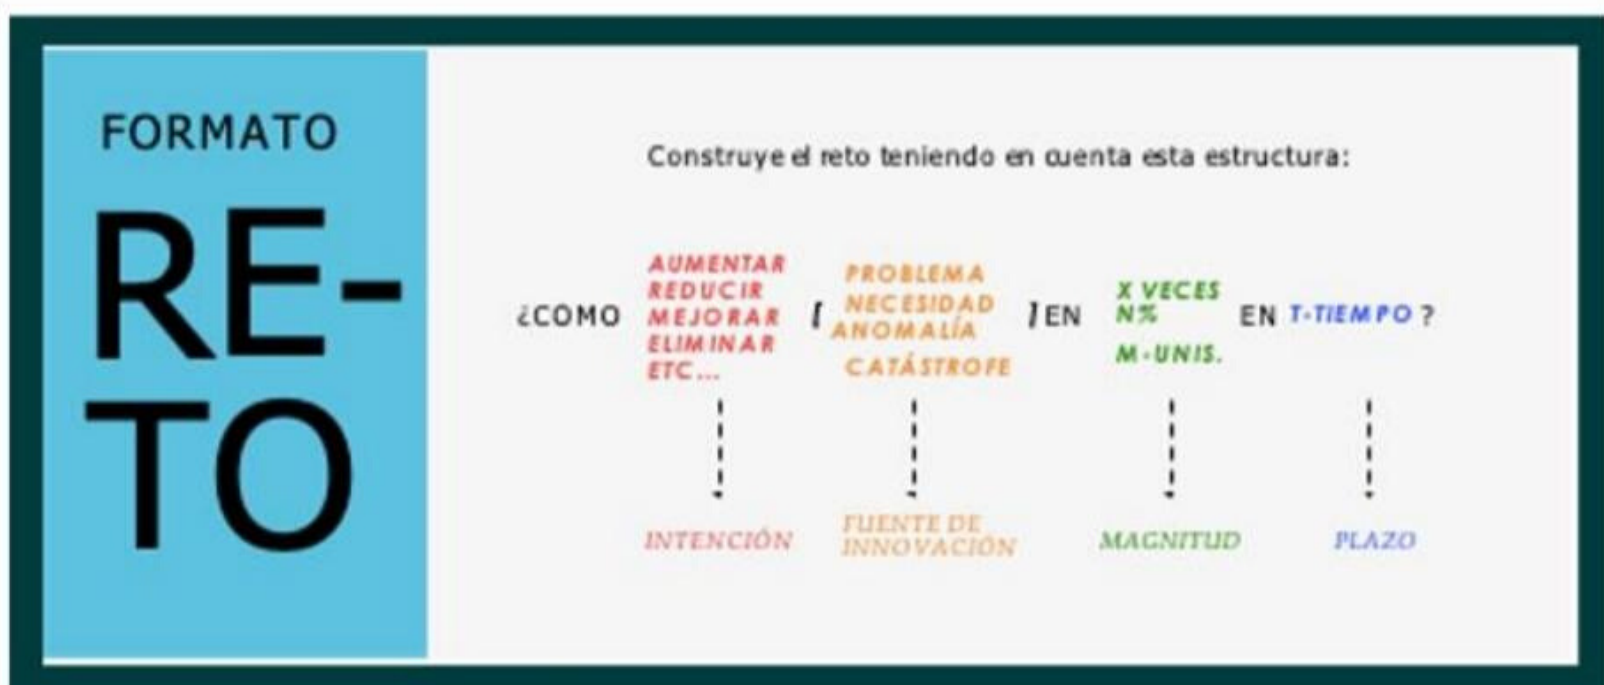 FORMATO
RE-
TO
Construye el reto teniendo en cuenta esta estructura:
¿COMO
AUMENTAR
REDUCIR
MEJORAR
ELIMINAR
ETC...
[
PROBLEMA
NECESIDAD
ANOMALÍA
CATÁSTROFE
] EN
X VECES
N%
M-UNIS.
EN T-TIEMPO ?
INTENCIÓN
FUENTE DE
INNOVACIÓN
MAGNITUD
PLAZO